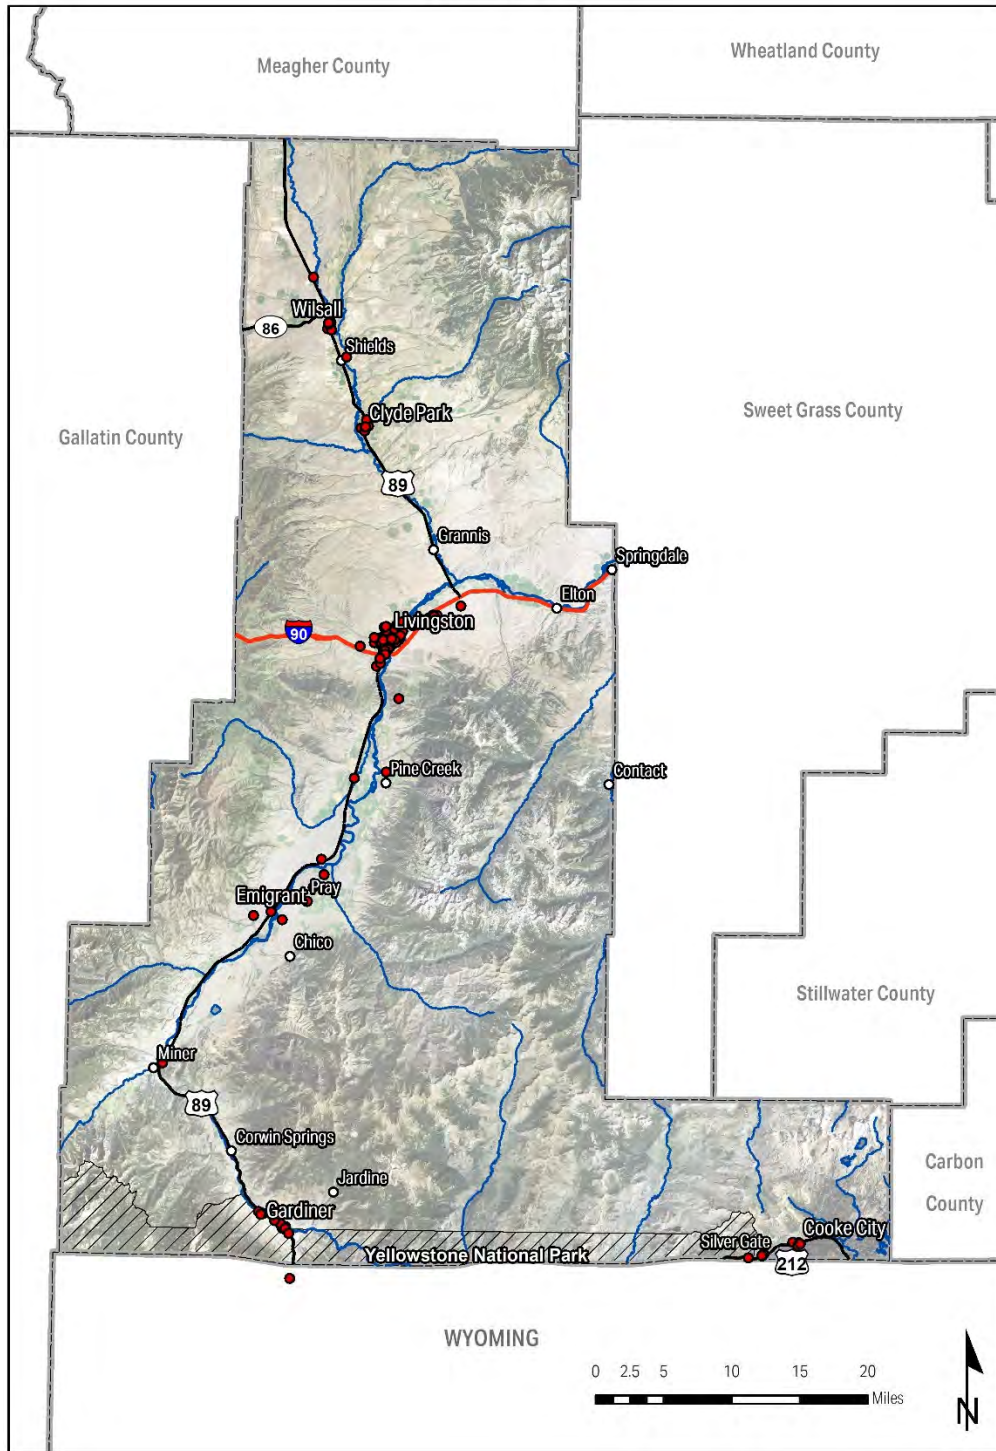 Wheatland County
Meagher County
Wilsall
86
Shields
Clyde Park
Sweet Grass County
Gallatin County
89
Grannis
Springdale
Elton
Livingston
90
Pine Creek
Contact
Pray
Emigrant
Chico
Stillwater County
Miner
89
Corwin Springs
Carbon
County
Jardine
Gardiner
Cooke City
Silver Gate
Yellowstone National Park
212
WYOMING
0 2.5 5 10 15 20
Miles
N